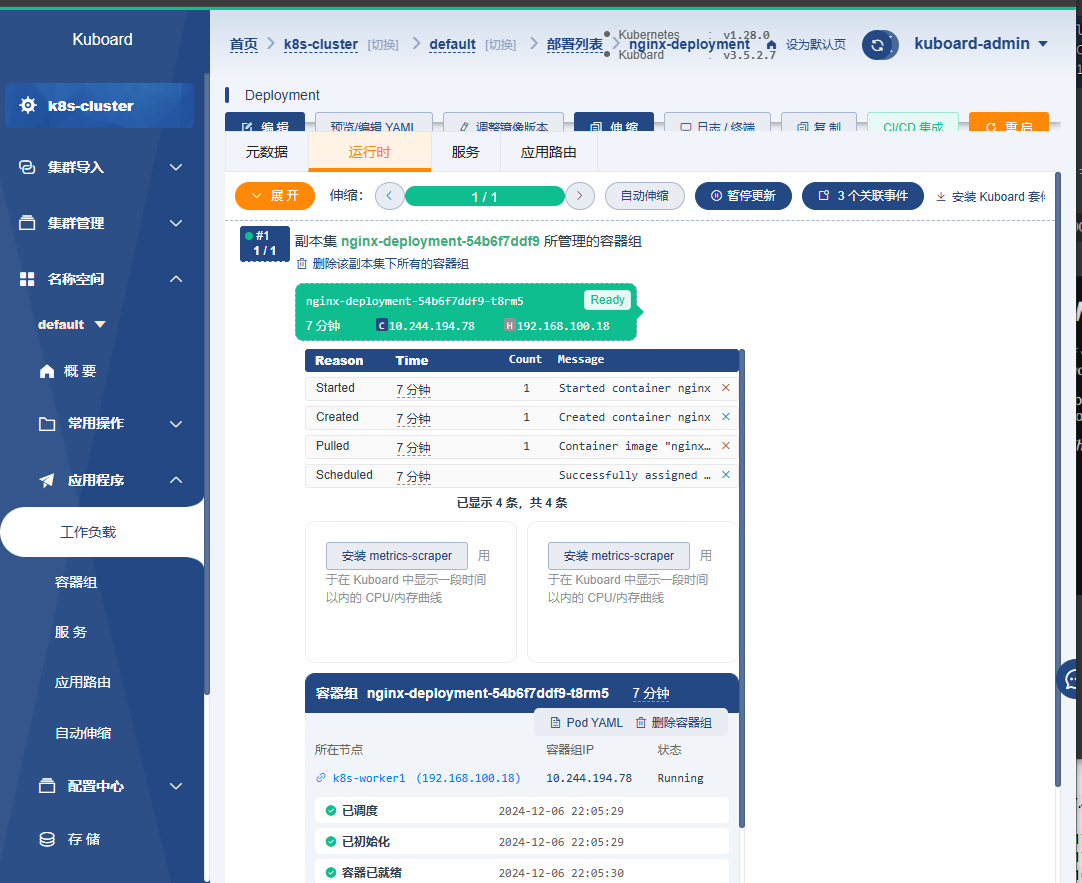 Kuboard
k8s-cluster
集群导入
集群管理
名称空间
default
概 要
常用操作
应用程序
工作负载
容器组
服 务
应用路由
自动伸缩
配置中心
存 储
首页 k8s-cluster [切换] default [切换] 部署列表 nginx-deployment
Kubernetes : v1.28.0
Kuboard : v3.5.2.7
设为默认页
kuboard-admin
Deployment
编 辑 预览/编辑 YAML 调整镜像版本 伸 缩 日志 / 终端 复 制 CI/CD 集成 重 启
元数据 运行时 服务 应用路由
展 开 伸缩： 1 / 1 自动伸缩 暂停更新 3 个关联事件 安装 Kuboard 套
#1
1 / 1
副本集 nginx-deployment-54b6f7ddf9 所管理的容器组
删除该副本集下所有的容器组
nginx-deployment-54b6f7ddf9-t8rm5 Ready
7 分钟 C 10.244.194.78 H 192.168.100.18
Reason Time Count Message
Started 7 分钟 1 Started container nginx
Created 7 分钟 1 Created container nginx
Pulled 7 分钟 1 Container image "nginx…
Scheduled 7 分钟 Successfully assigned …
已显示 4 条，共 4 条
安装 metrics-scraper 用
于在 Kuboard 中显示一段时间
以内的 CPU/内存曲线
安装 metrics-scraper 用
于在 Kuboard 中显示一段时间
以内的 CPU/内存曲线
容器组 nginx-deployment-54b6f7ddf9-t8rm5 7 分钟
Pod YAML 删除容器组
所在节点 容器组IP 状态
k8s-worker1 (192.168.100.18) 10.244.194.78 Running
已调度 2024-12-06 22:05:29
已初始化 2024-12-06 22:05:29
容器已就绪 2024-12-06 22:05:30